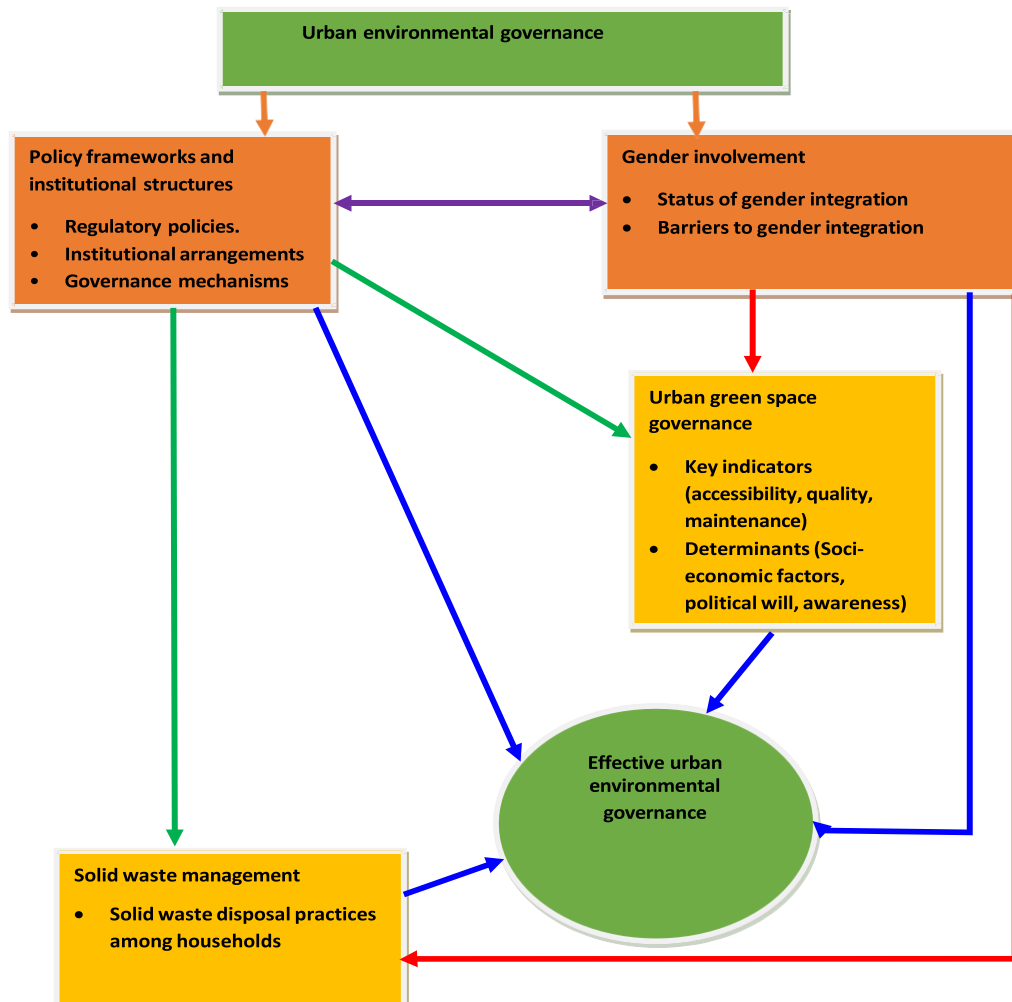 Urban environmental governance
Policy frameworks and
institutional structures
• Regulatory policies.
• Institutional arrangements
• Governance mechanisms
Gender involvement
• Status of gender integration
• Barriers to gender integration
Urban green space
governance
• Key indicators
(accessibility, quality,
maintenance)
• Determinants (Soci-
economic factors,
political will, awareness)
Effective urban
environmental
governance
Solid waste management
• Solid waste disposal practices
among households